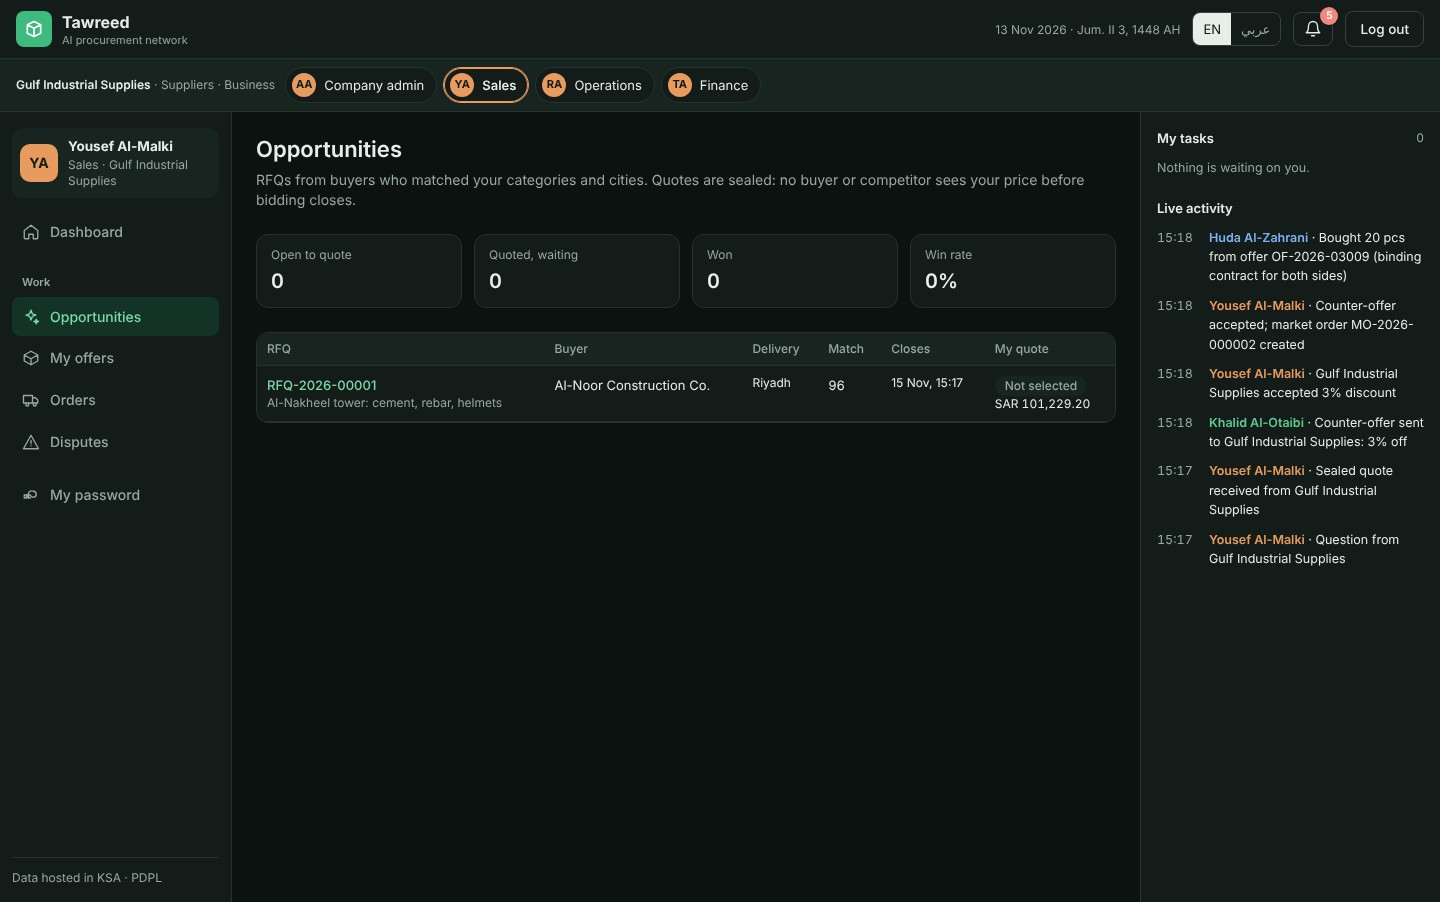 Tawreed
AI procurement network
13 Nov 2026 · Jum. II 3, 1448 AH
EN
عربي
5
Log out
Gulf Industrial Supplies · Suppliers · Business
AA Company admin
YA Sales
RA Operations
TA Finance
YA
Yousef Al-Malki
Sales · Gulf Industrial
Supplies
Dashboard
Work
Opportunities
My offers
Orders
Disputes
My password
Data hosted in KSA · PDPL
Opportunities
RFQs from buyers who matched your categories and cities. Quotes are sealed: no buyer or competitor sees your price before
bidding closes.
Open to quote
0
Quoted, waiting
0
Won
0
Win rate
0%
RFQ Buyer Delivery Match Closes My quote
RFQ-2026-00001 Al-Noor Construction Co. Riyadh 96 15 Nov, 15:17 Not selected
Al-Nakheel tower: cement, rebar, helmets SAR 101,229.20
My tasks 0
Nothing is waiting on you.
Live activity
15:18 Huda Al-Zahrani · Bought 20 pcs
from offer OF-2026-03009 (binding
contract for both sides)
15:18 Yousef Al-Malki · Counter-offer
accepted; market order MO-2026-
000002 created
15:18 Yousef Al-Malki · Gulf Industrial
Supplies accepted 3% discount
15:18 Khalid Al-Otaibi · Counter-offer sent
to Gulf Industrial Supplies: 3% off
15:17 Yousef Al-Malki · Sealed quote
received from Gulf Industrial
Supplies
15:17 Yousef Al-Malki · Question from
Gulf Industrial Supplies